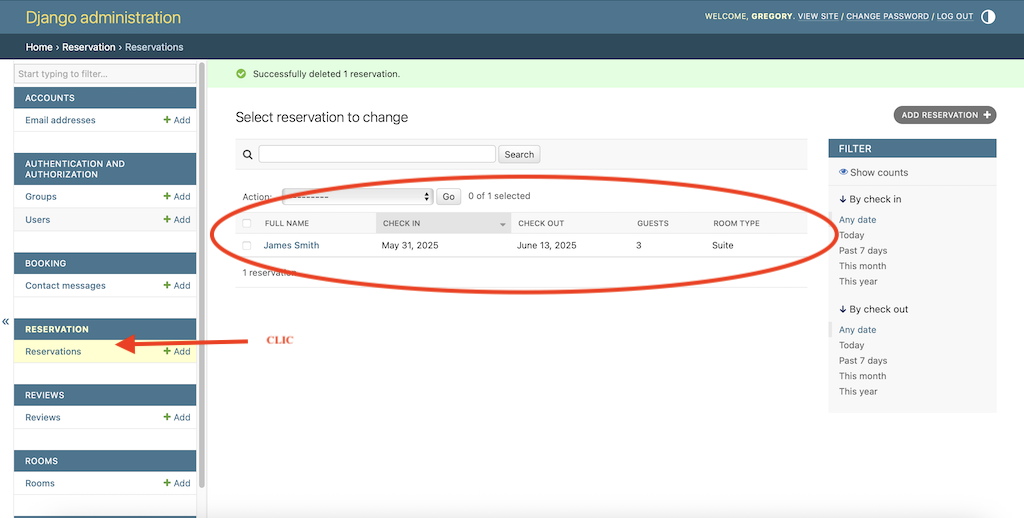 Django administration
WELCOME, GREGORY. VIEW SITE / CHANGE PASSWORD / LOG OUT
Home › Reservation › Reservations
Start typing to filter...
ACCOUNTS
Email addresses + Add
AUTHENTICATION AND
AUTHORIZATION
Groups + Add
Users + Add
BOOKING
Contact messages + Add
«
RESERVATION
Reservations + Add
CLIC
REVIEWS
Reviews + Add
ROOMS
Rooms + Add
Successfully deleted 1 reservation.
Select reservation to change
ADD RESERVATION +
Search
Action: --------- Go 0 of 1 selected
FULL NAME CHECK IN CHECK OUT GUESTS ROOM TYPE
James Smith May 31, 2025 June 13, 2025 3 Suite
1 reservation
FILTER
Show counts
↓ By check in
Any date
Today
Past 7 days
This month
This year
↓ By check out
Any date
Today
Past 7 days
This month
This year